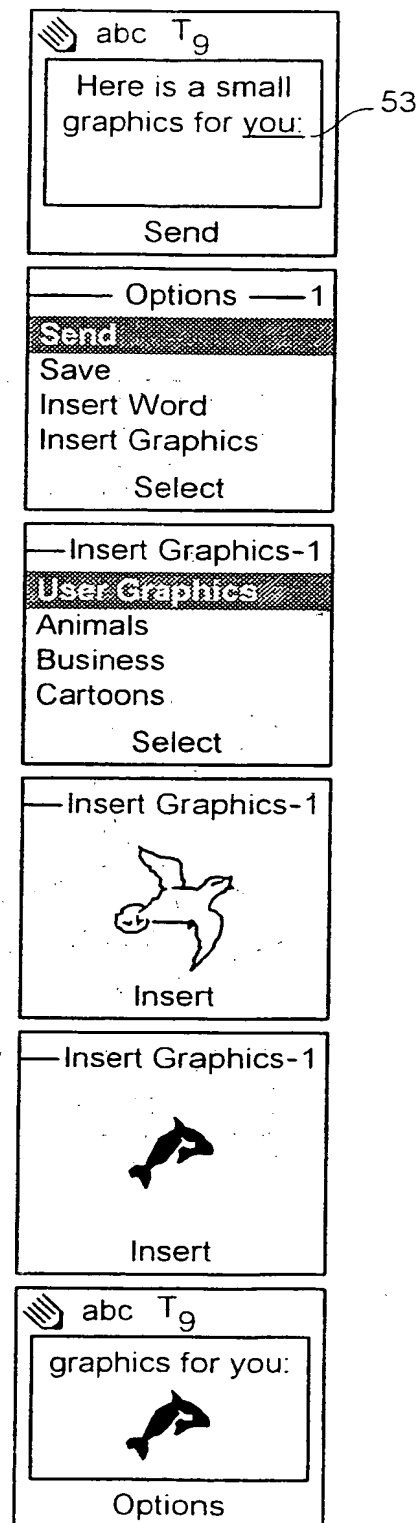 abc T9
Here is a small
graphics for you:
53
Send
Options 1
Send
Save
Insert Word
Insert Graphics
Select
Insert Graphics-1
User Graphics
Animals
Business
Cartoons
Select
Insert Graphics-1
Insert
Insert Graphics-1
Insert
abc T9
graphics for you:
Options